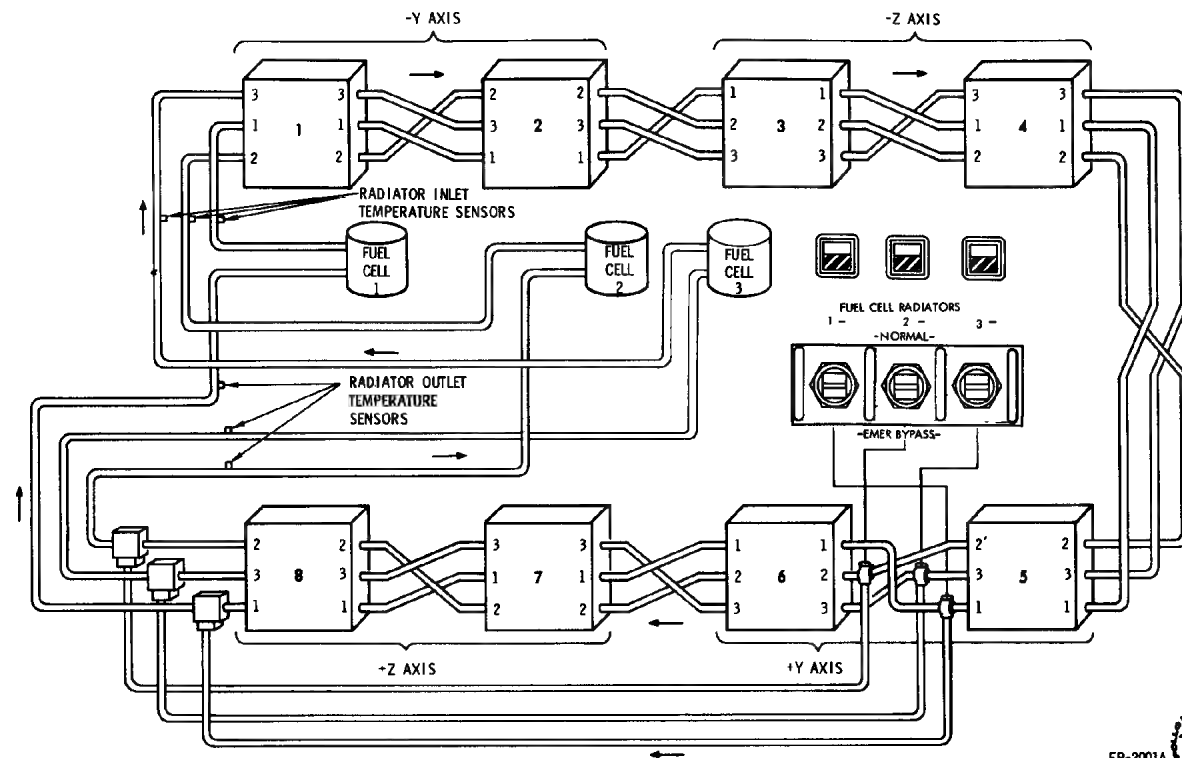 -Y AXIS
-Z AXIS
3 3 2 2 1 1 3 3
1 1 1 3 2 3 2 3 2 1 4 1
2 2 1 1 3 3 2 2
RADIATOR INLET
TEMPERATURE SENSORS
FUEL
CELL
1
FUEL
CELL
2
FUEL
CELL
3
FUEL CELL RADIATORS
1 - 2 - 3 -
-NORMAL-
-EMER BYPASS-
RADIATOR OUTLET
TEMPERATURE
SENSORS
2 2 3 3 1 1 2' 2
3 8 3 1 7 1 2 6 2 3 5 3
1 1 2 2 3 3 1 1
+Z AXIS
+Y AXIS